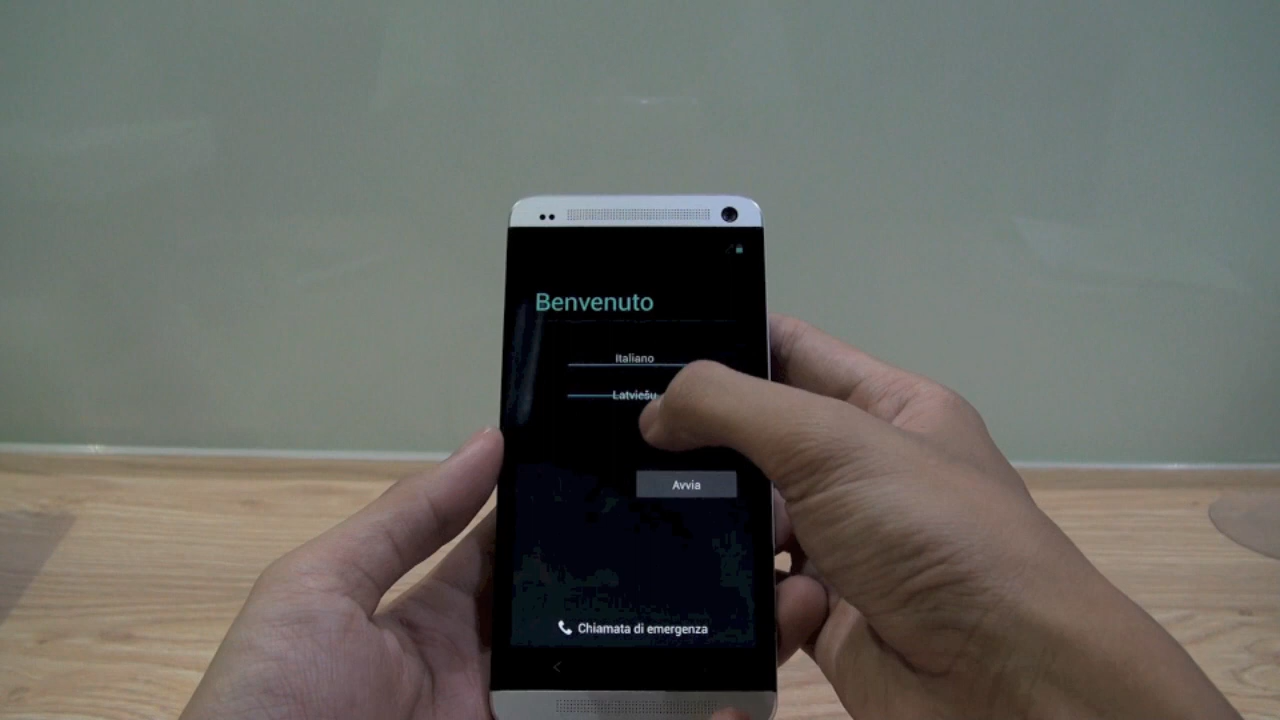 Benvenuto
Italiano
Latviešu
Avvia
Chiamata di emergenza